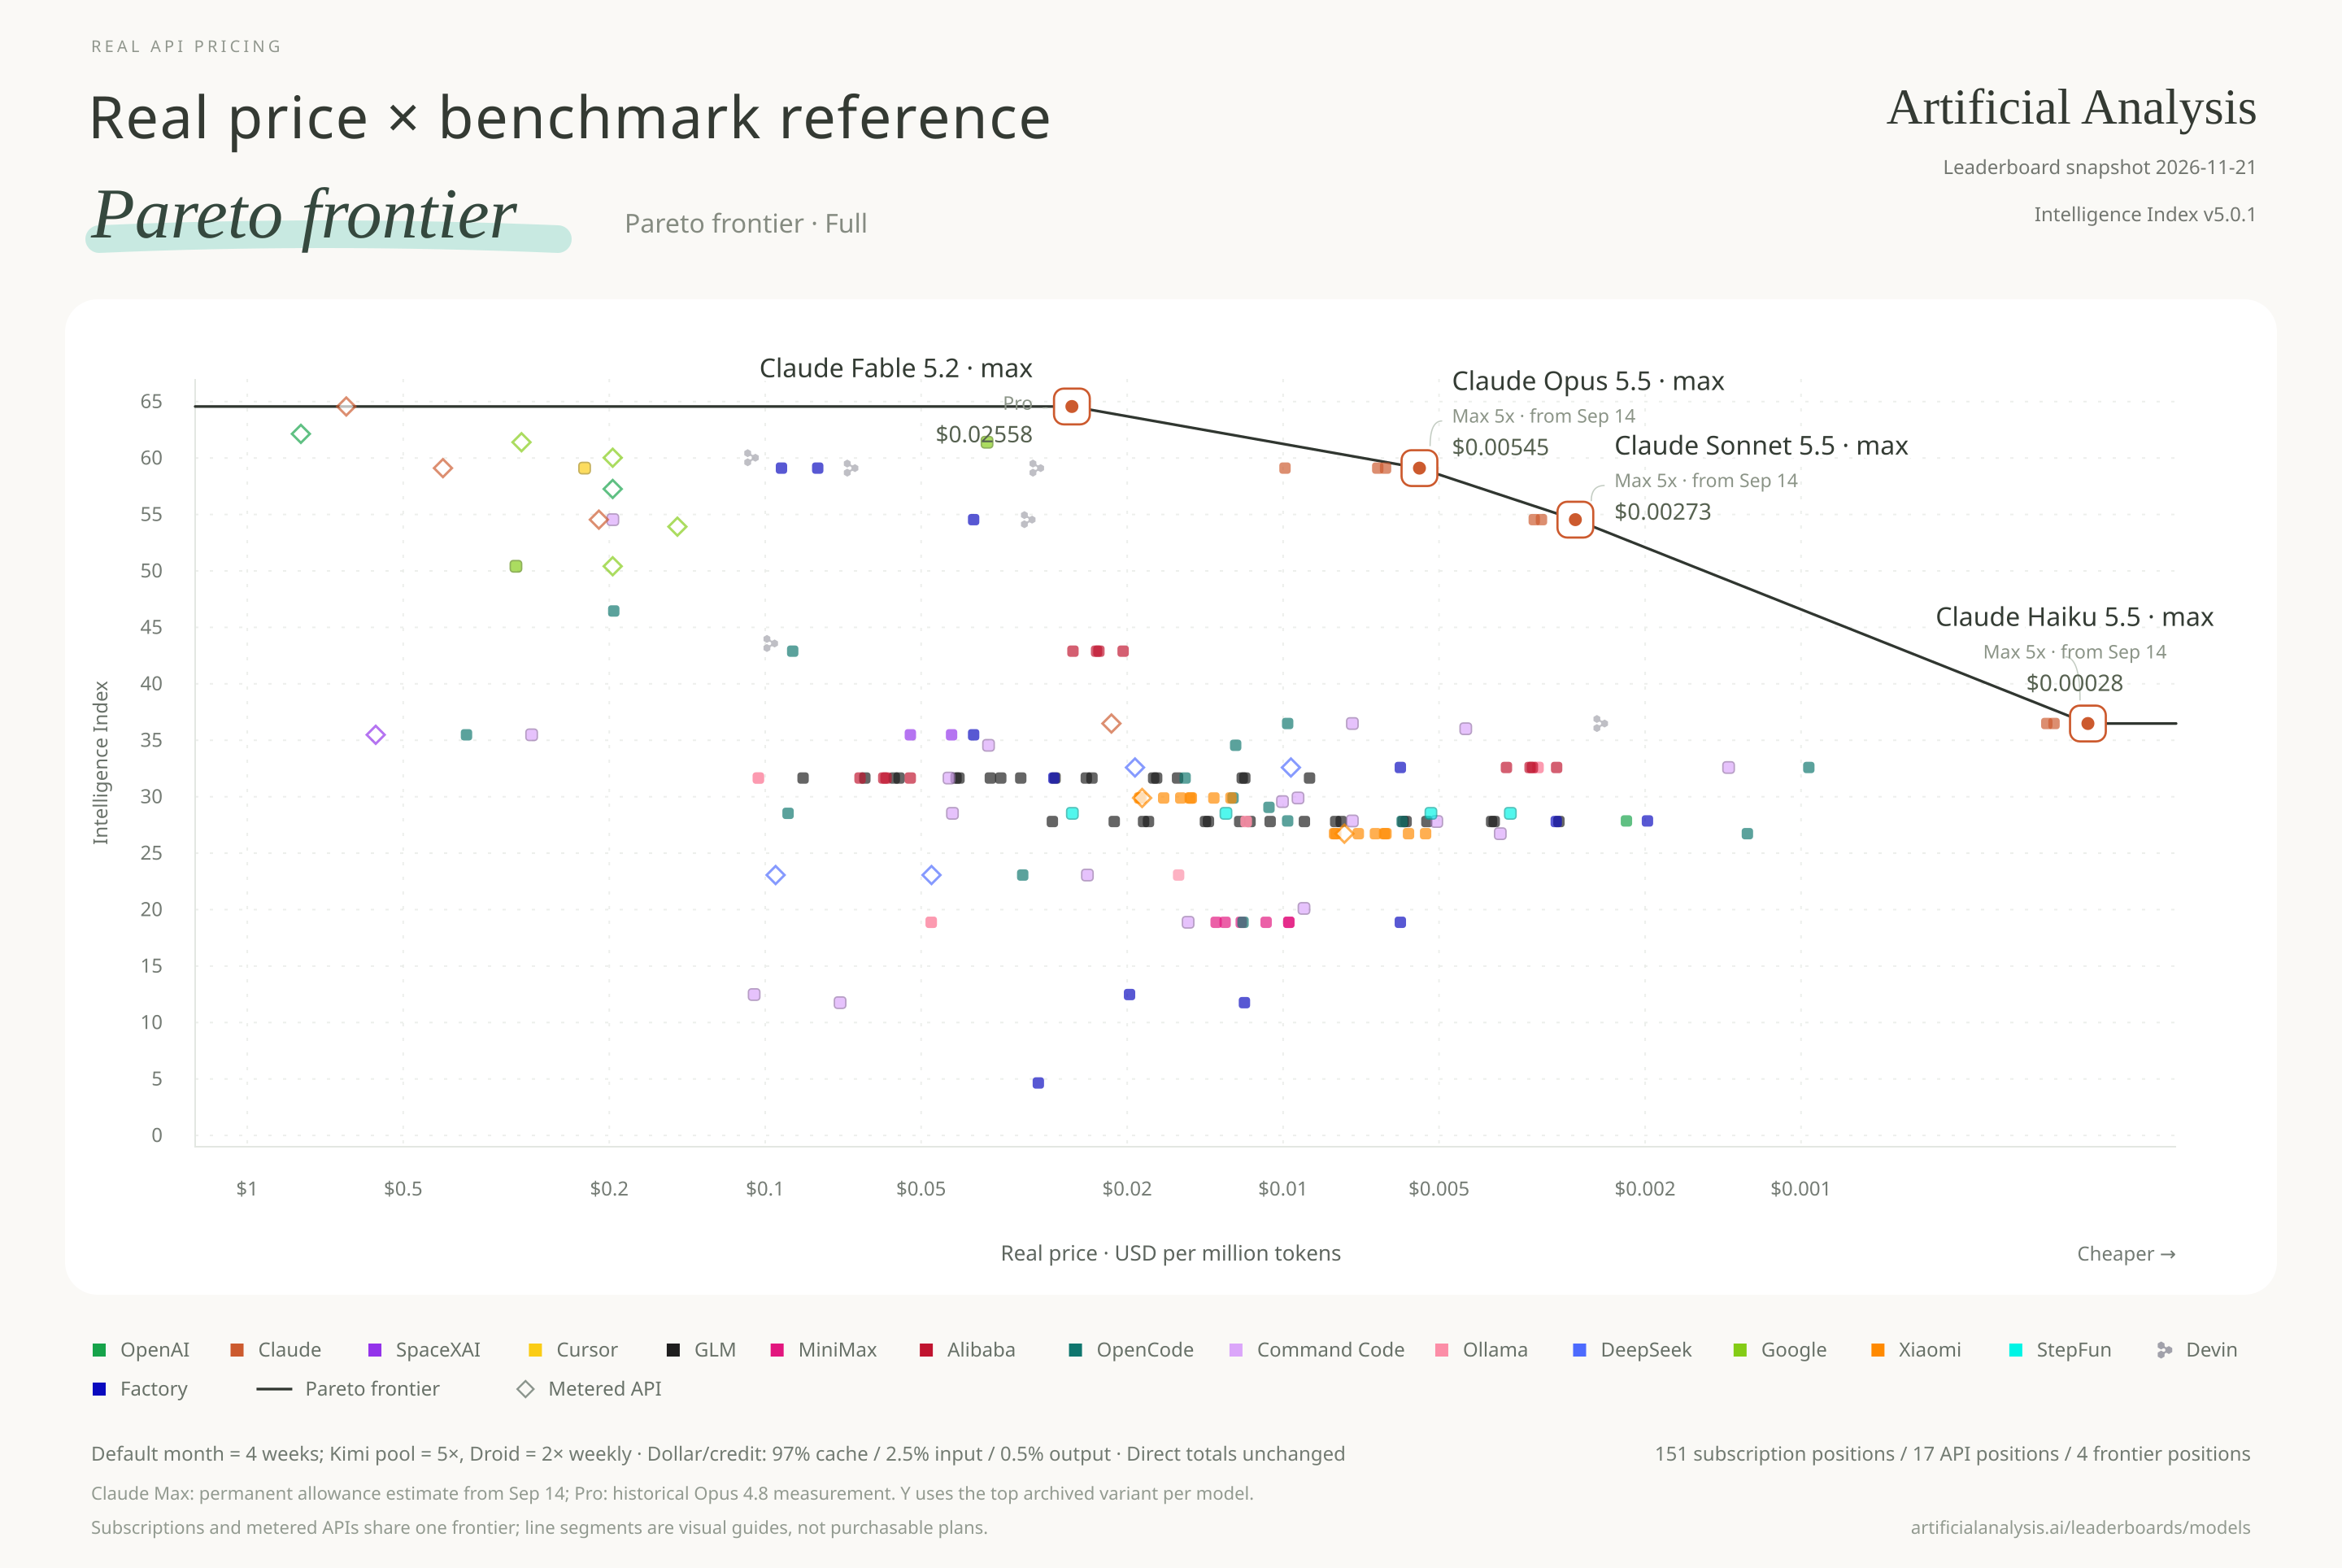 REAL API PRICING
Real price × benchmark reference
Pareto frontier
Pareto frontier · Full
Artificial Analysis
Leaderboard snapshot 2026-11-21
Intelligence Index v5.0.1
Claude Fable 5.2 · max
Pro
$0.02558
Claude Opus 5.5 · max
Max 5x · from Sep 14
$0.00545
Claude Sonnet 5.5 · max
Max 5x · from Sep 14
$0.00273
Claude Haiku 5.5 · max
Max 5x · from Sep 14
$0.00028
Intelligence Index
65
60
55
50
45
40
35
30
25
20
15
10
5
0
$1 $0.5 $0.2 $0.1 $0.05 $0.02 $0.01 $0.005 $0.002 $0.001
Real price · USD per million tokens
Cheaper →
OpenAI Claude SpaceXAI Cursor GLM MiniMax Alibaba OpenCode Command Code Ollama DeepSeek Google Xiaomi StepFun Devin
Factory Pareto frontier Metered API
Default month = 4 weeks; Kimi pool = 5×, Droid = 2× weekly · Dollar/credit: 97% cache / 2.5% input / 0.5% output · Direct totals unchanged
151 subscription positions / 17 API positions / 4 frontier positions
Claude Max: permanent allowance estimate from Sep 14; Pro: historical Opus 4.8 measurement. Y uses the top archived variant per model.
Subscriptions and metered APIs share one frontier; line segments are visual guides, not purchasable plans.
artificialanalysis.ai/leaderboards/models